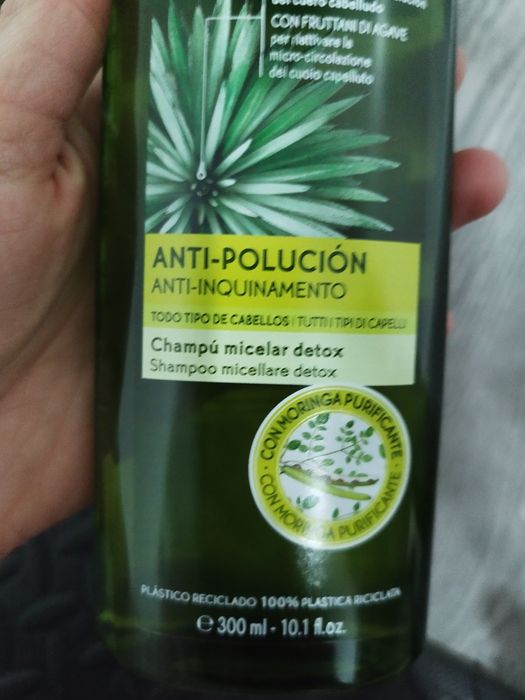 del cuero cabelludo
CON FRUTTANI DI AGAVE
per riattivare la
micro-circolazione
del cuoio capelluto
ANTI-POLUCIÓN
ANTI-INQUINAMENTO
TODO TIPO DE CABELLOS | TUTTI I TIPI DI CAPELLI
Champú micelar detox
Shampoo micellare detox
CON MORINGA PURIFICANTE
CON MORINGA PURIFICANTE
PLÁSTICO RECICLADO 100% PLASTICA RICICLATA
℮ 300 ml - 10.1 fl.oz.